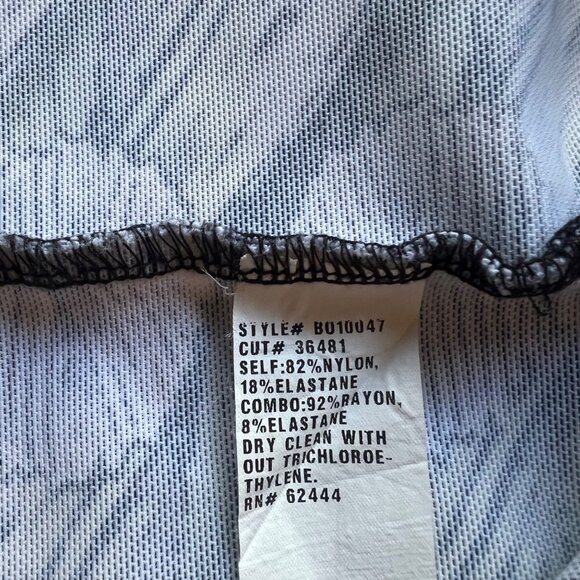 STYLE# BO10047
CUT# 36481
SELF:82%NYLON,
18%ELASTANE
COMBO:92%RAYON,
8%ELASTANE
DRY CLEAN WITH
OUT TRICHLOROE-
THYLENE.
RN# 62444